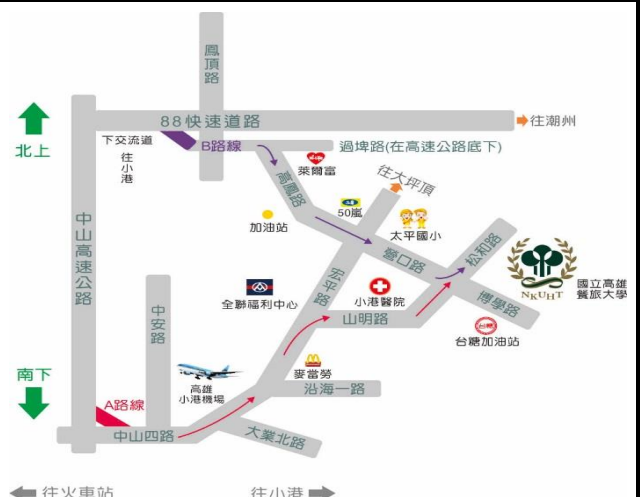 鳳頂路
88快速道路
往潮州
北上
下交流道
往小港
B路線
過埤路(在高速公路底下)
萊爾富
高鳳路
往大坪頂
50嵐
加油站
太平國小
中山高速公路
營口路
松和路
NKUHT
國立高雄
餐旅大學
宏平路
全聯福利中心
小港醫院
博學路
山明路
台糖
台糖加油站
中安路
麥當勞
高雄
小港機場
沿海一路
南下
A路線
中山四路
大業北路
往火車站
往小港